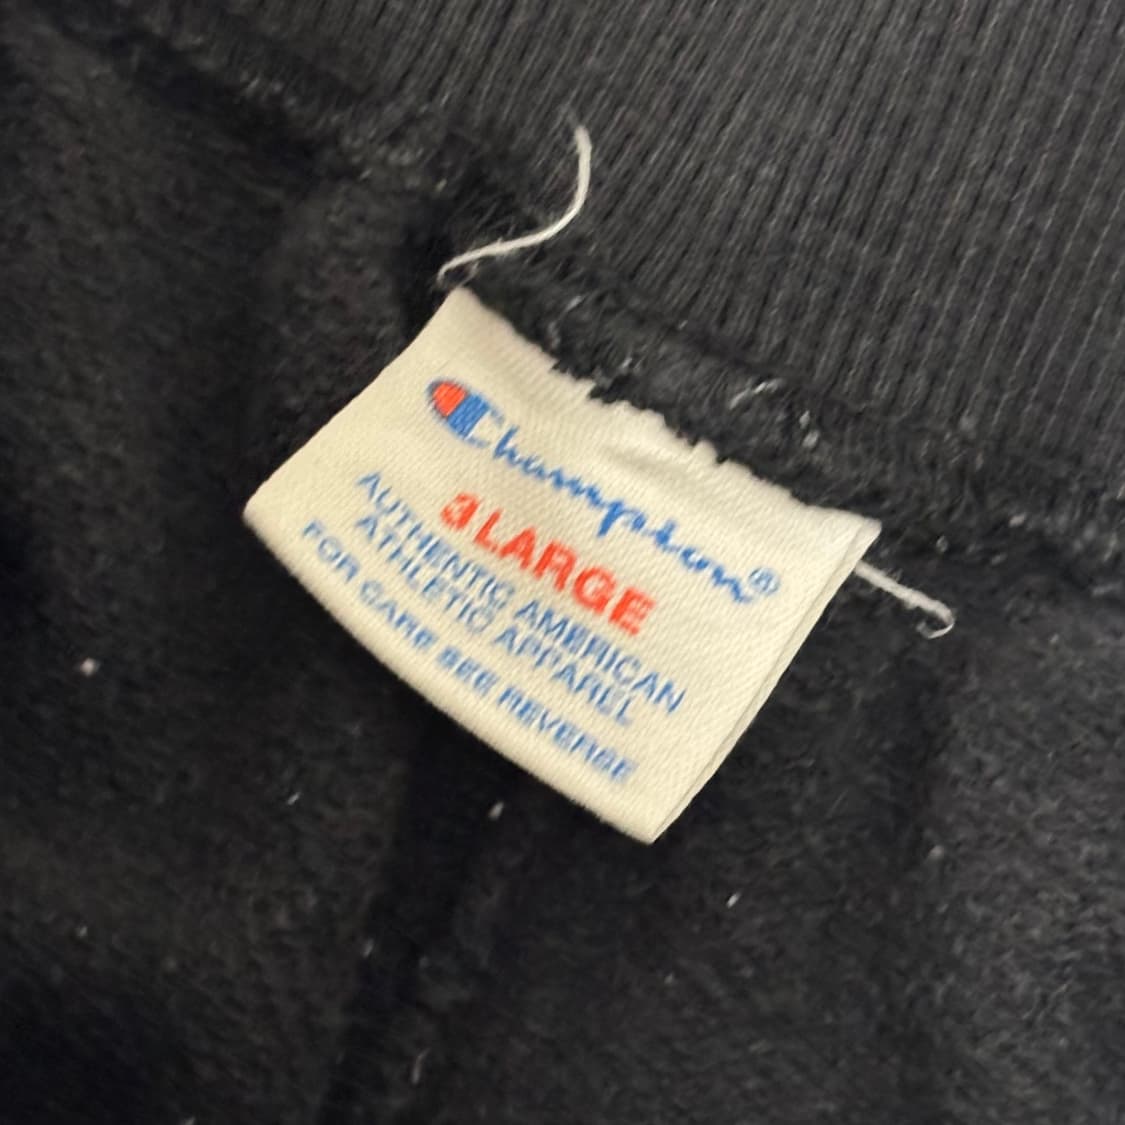 Champion®
3 LARGE
AUTHENTIC AMERICAN
ATHLETIC APPAREL
FOR CARE SEE REVERSE